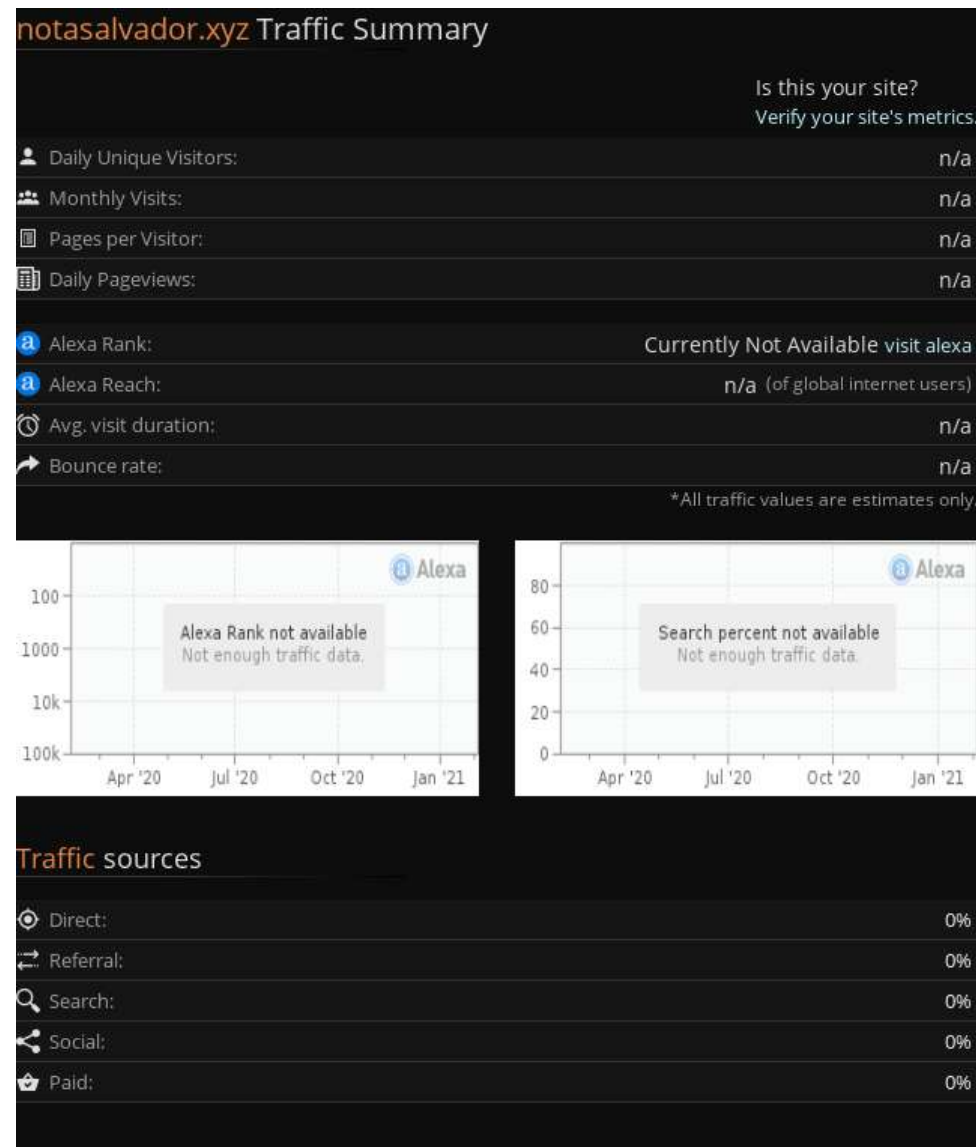 notasalvador.xyz Traffic Summary
Is this your site?
Verify your site's metrics.
Daily Unique Visitors: n/a
Monthly Visits: n/a
Pages per Visitor: n/a
Daily Pageviews: n/a
Alexa Rank: Currently Not Available visit alexa
Alexa Reach: n/a (of global internet users)
Avg. visit duration: n/a
Bounce rate: n/a
*All traffic values are estimates only.
Alexa
100
1000
10k
100k
Alexa Rank not available
Not enough traffic data.
Apr '20 Jul '20 Oct '20 Jan '21
Alexa
80
60
40
20
0
Search percent not available
Not enough traffic data.
Apr '20 Jul '20 Oct '20 Jan '21
Traffic sources
Direct: 0%
Referral: 0%
Search: 0%
Social: 0%
Paid: 0%